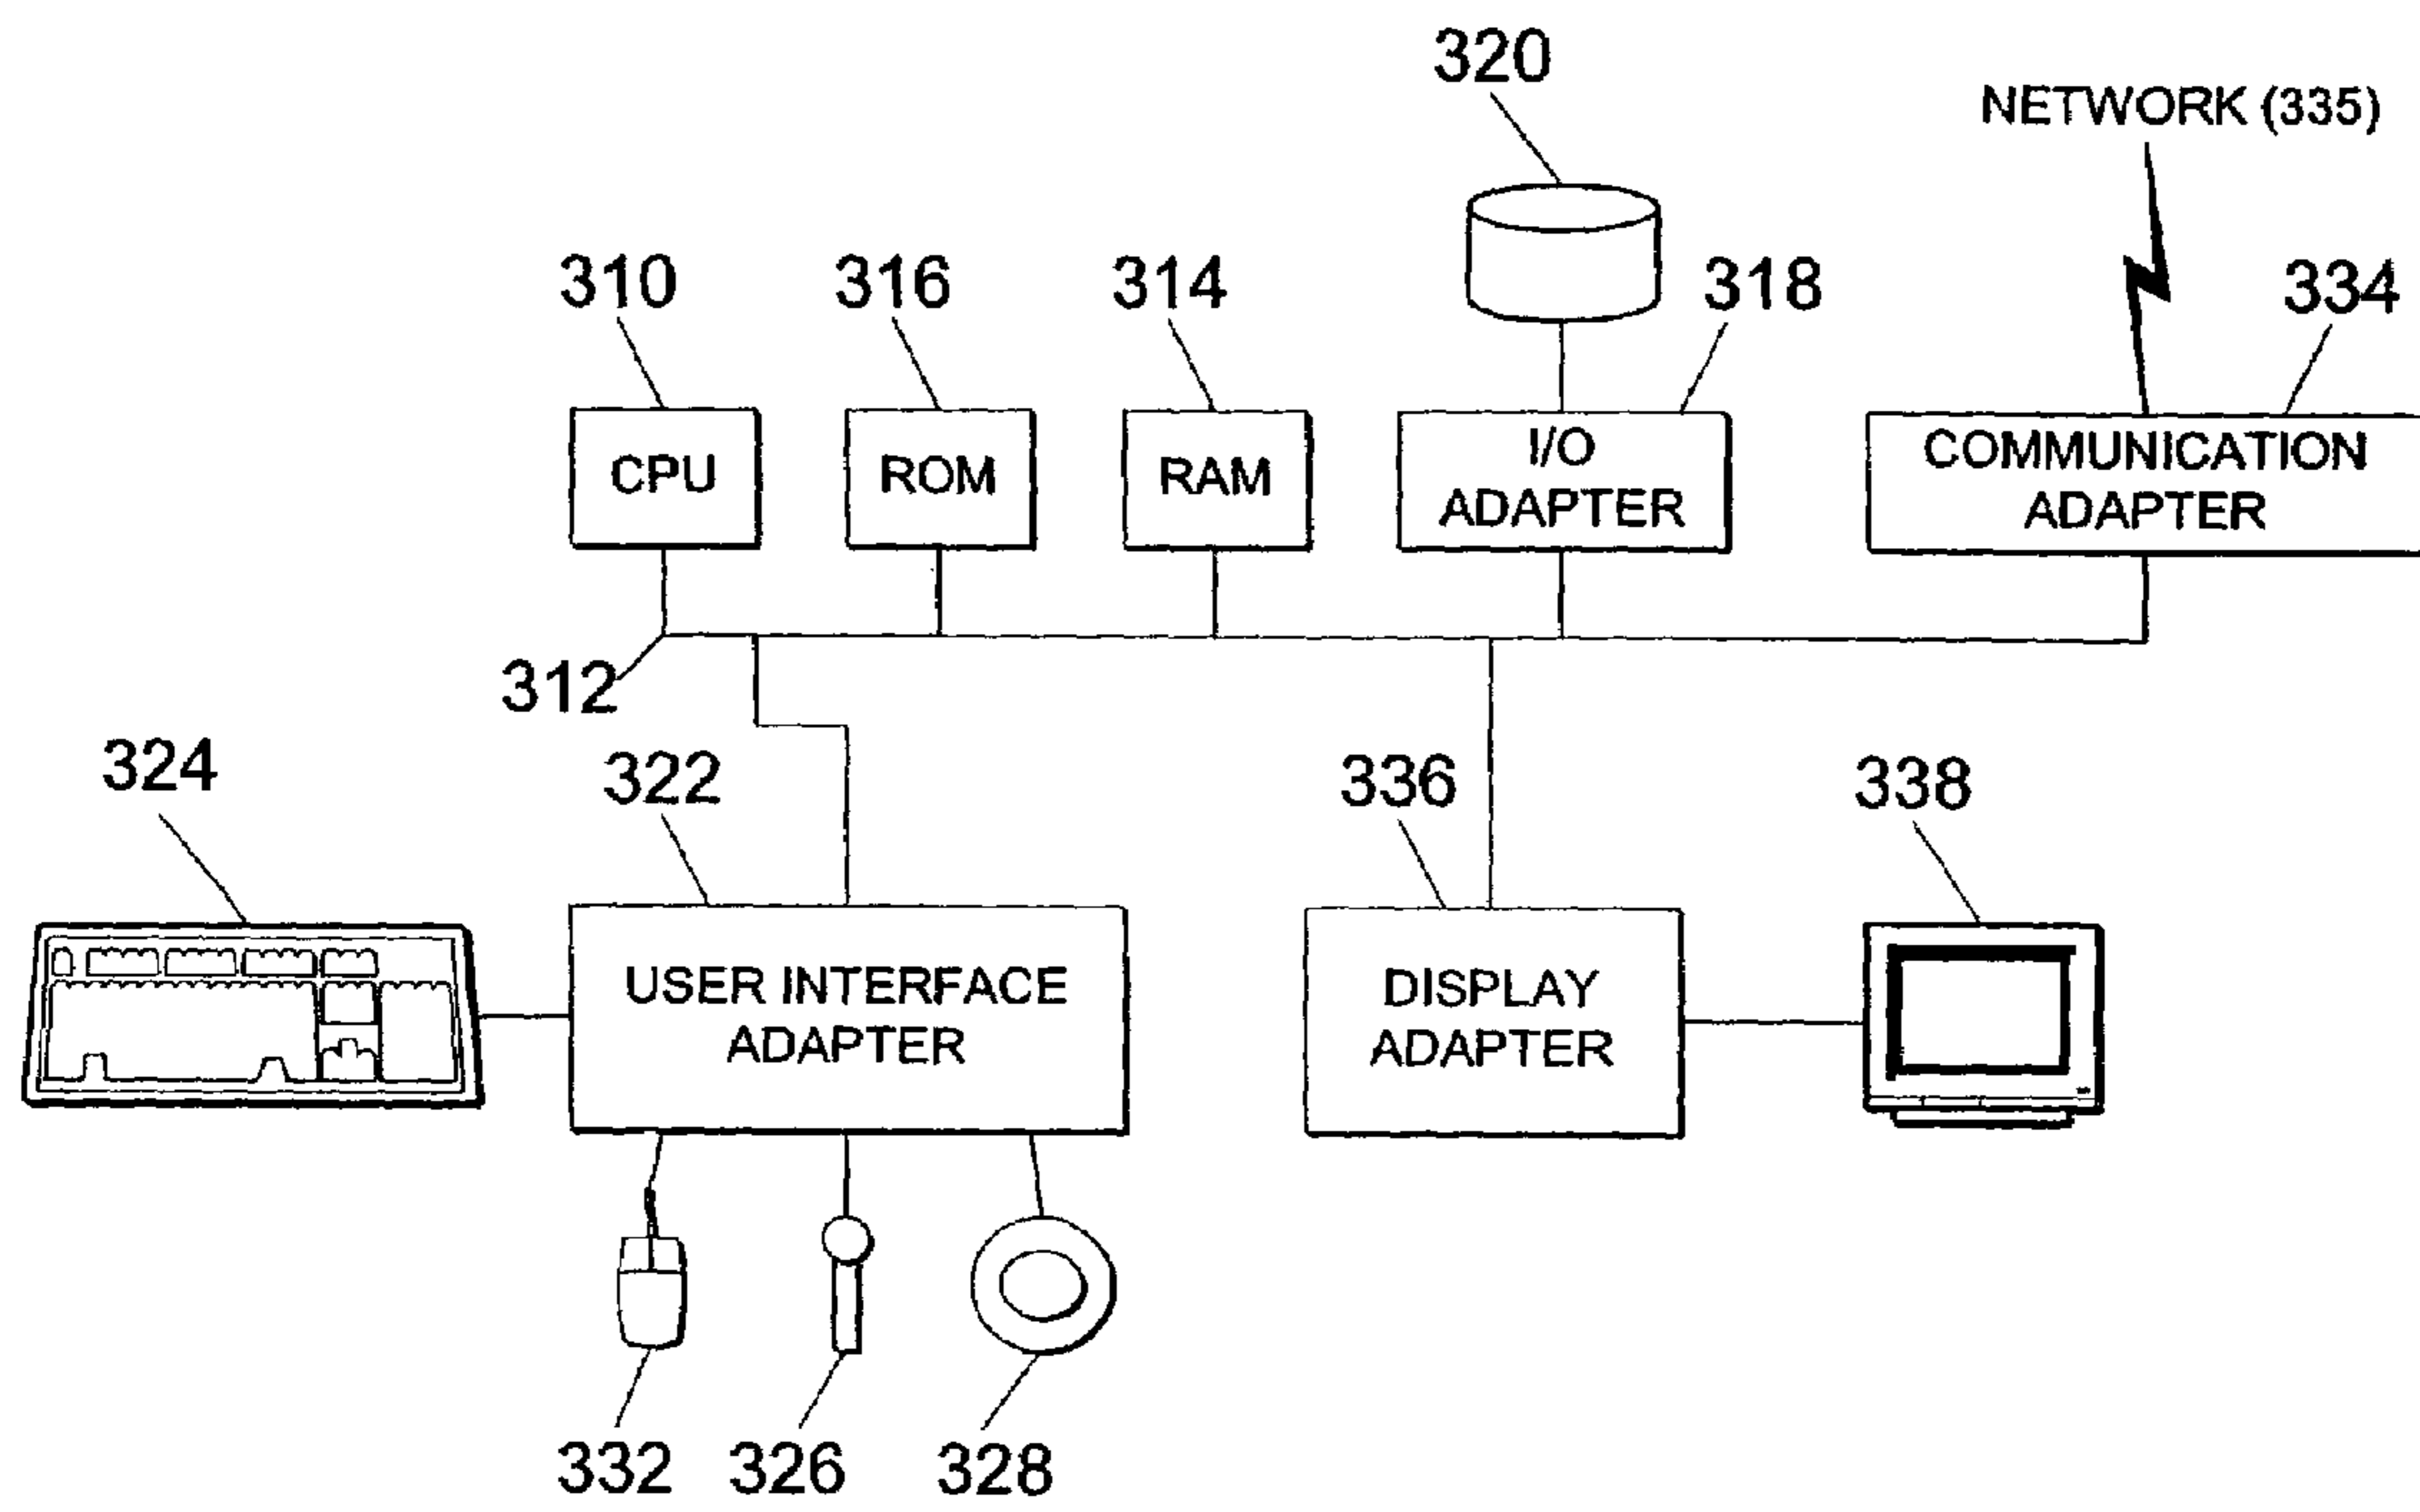 320
NETWORK (335)
310
316
314
318
334
CPU
ROM
RAM
I/O
ADAPTER
COMMUNICATION
ADAPTER
312
324
322
336
338
USER INTERFACE
ADAPTER
DISPLAY
ADAPTER
332
326
328